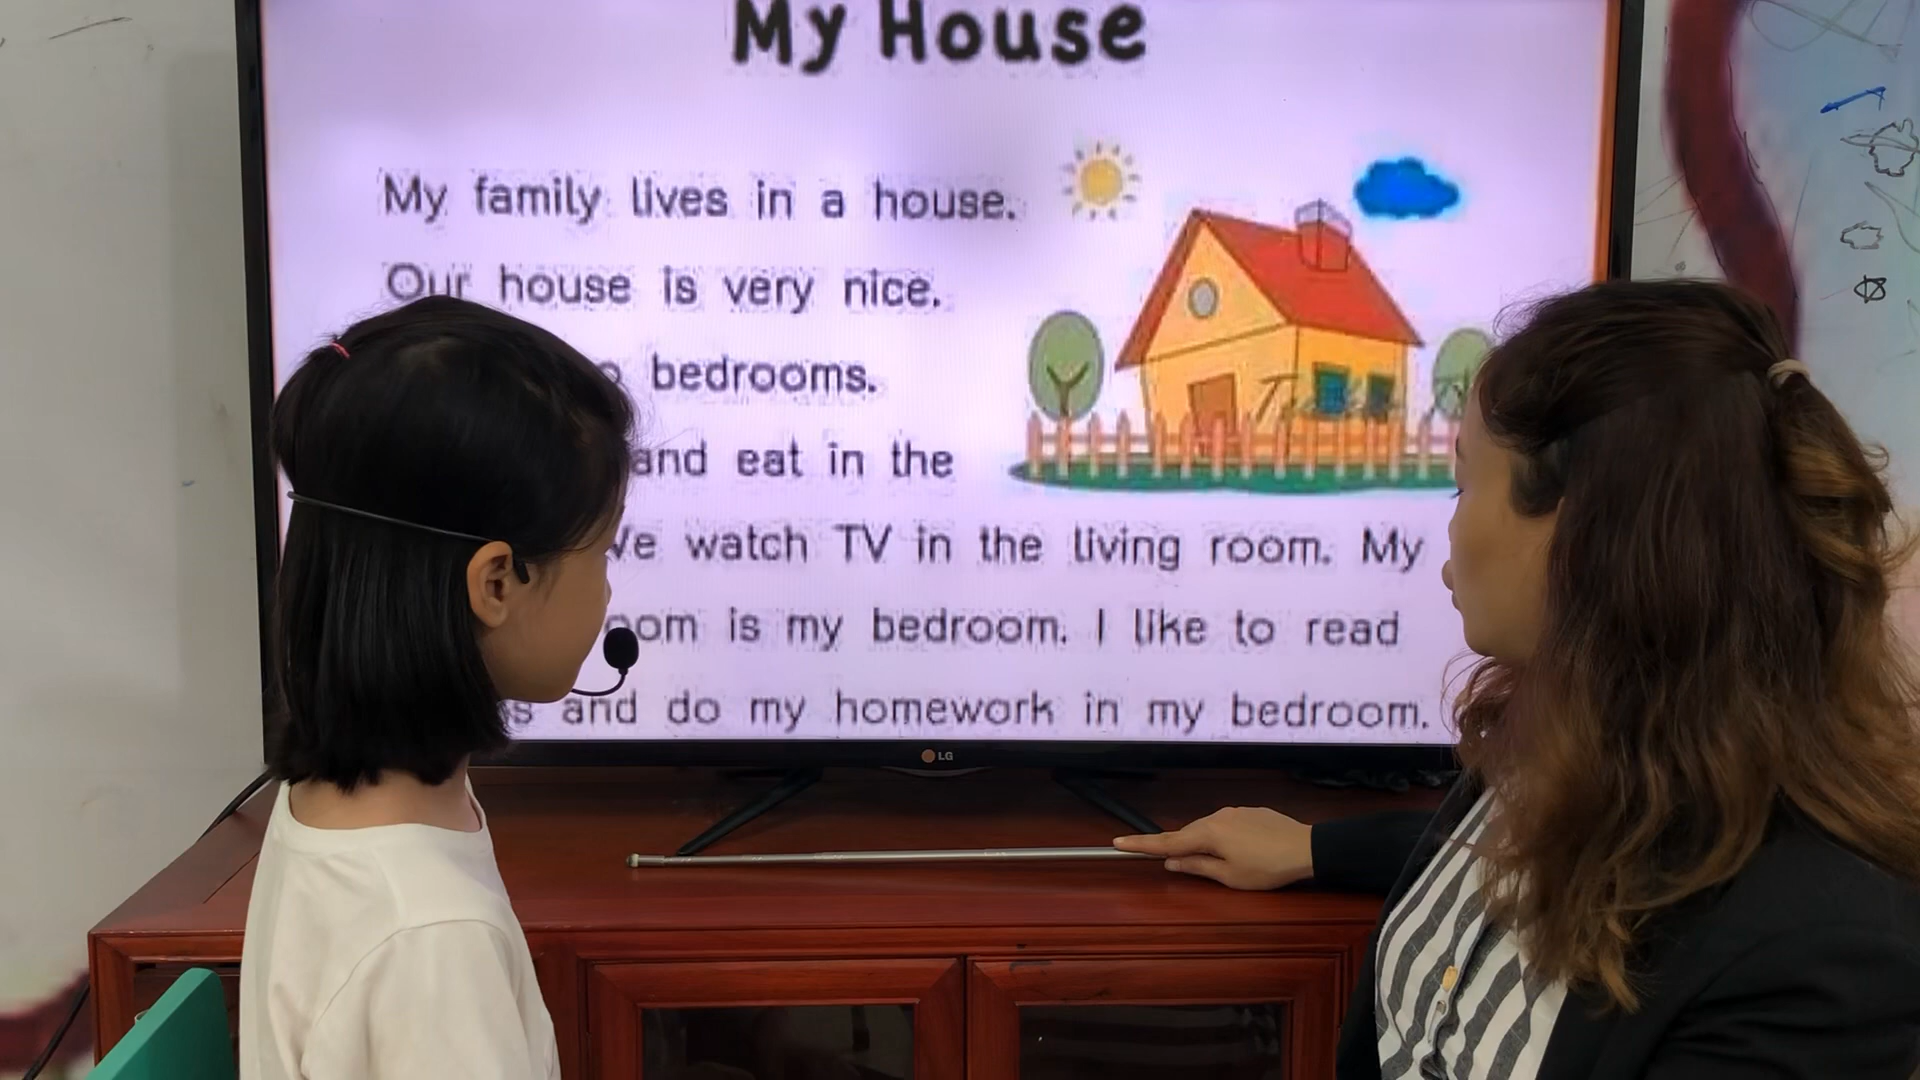 My House
My family lives in a house.
Our house is very nice.
bedrooms.
and eat in the
We watch TV in the living room. My
is my bedroom. I like to read
and do my homework in my bedroom.
LG